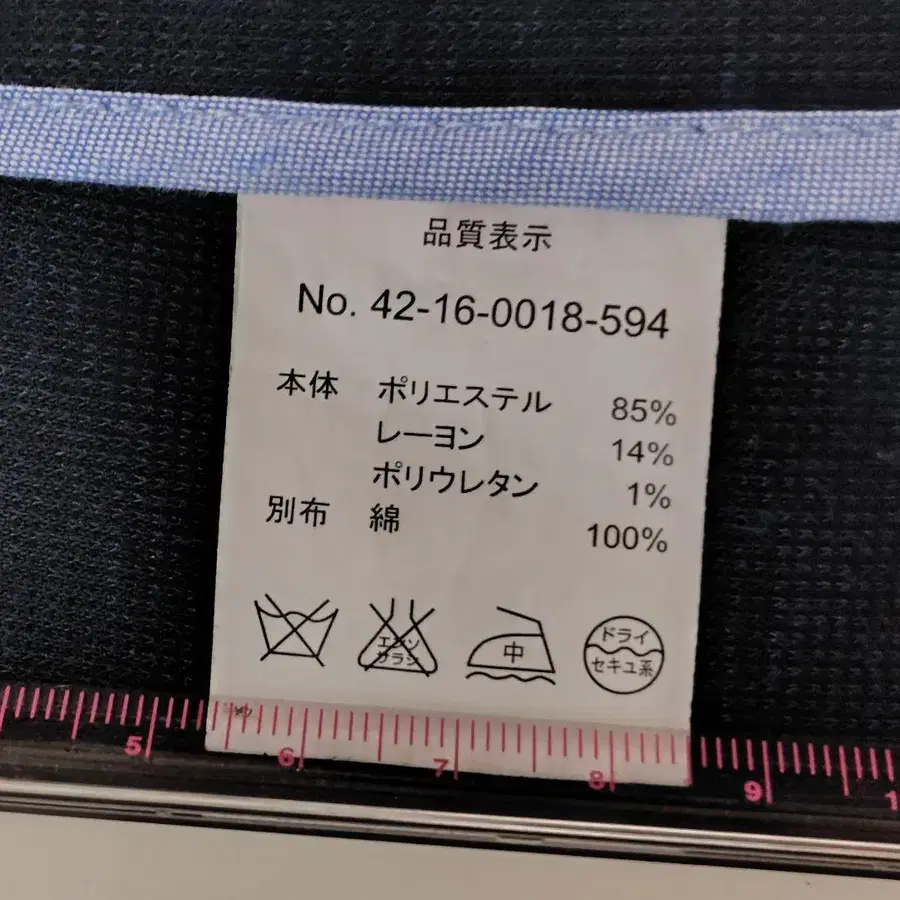 品質表示
No. 42-16-0018-594
本体 ポリエステル 85%
レーヨン 14%
ポリウレタン 1%
別布 綿 100%
エンソ
サラシ
中
ドライ
セキユ系
5 6 7 8 9 1